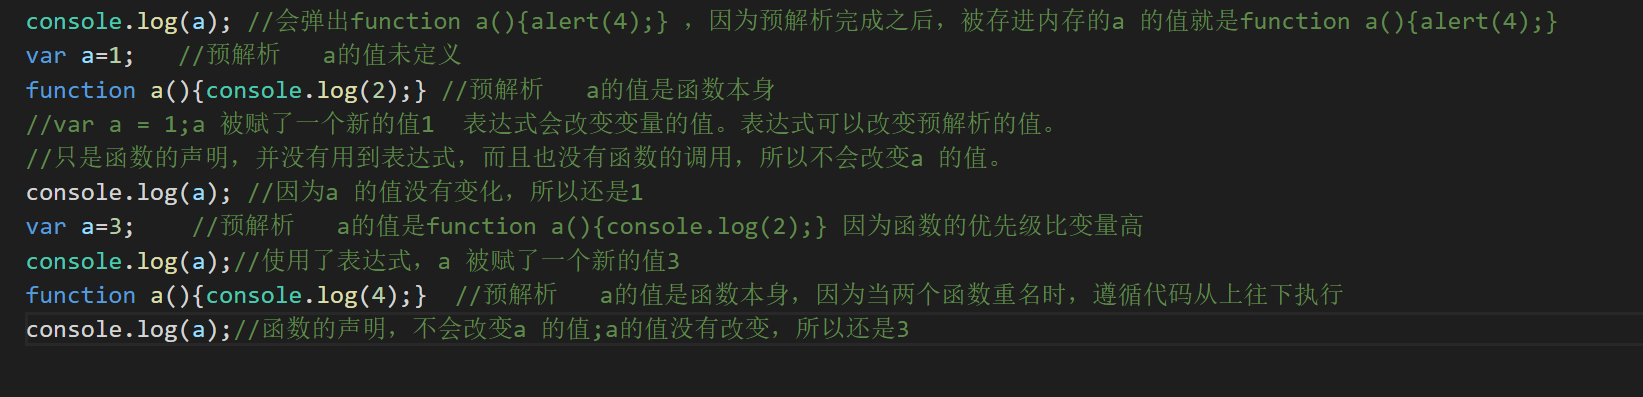 console.log(a); //会弹出function a(){alert(4);} ，因为预解析完成之后，被存进内存的a 的值就是function a(){alert(4);}
var a=1;   //预解析   a的值未定义
function a(){console.log(2);} //预解析   a的值是函数本身
//var a = 1;a 被赋了一个新的值1  表达式会改变变量的值。表达式可以改变预解析的值。
//只是函数的声明，并没有用到表达式，而且也没有函数的调用，所以不会改变a 的值。
console.log(a); //因为a 的值没有变化，所以还是1
var a=3;    //预解析   a的值是function a(){console.log(2);} 因为函数的优先级比变量高
console.log(a);//使用了表达式，a 被赋了一个新的值3
function a(){console.log(4);}  //预解析   a的值是函数本身，因为当两个函数重名时，遵循代码从上往下执行
console.log(a);//函数的声明，不会改变a 的值;a的值没有改变，所以还是3